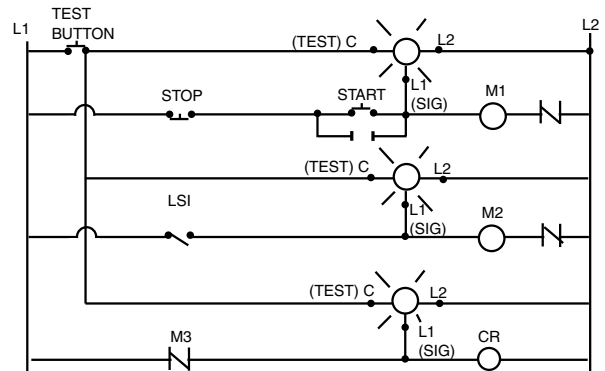 L1
TEST
BUTTON
(TEST) C
L2
L2
L1
(SIG)
STOP
START
M1
(TEST) C
L2
LSI
L1
(SIG)
M2
(TEST) C
L2
M3
L1
(SIG)
CR